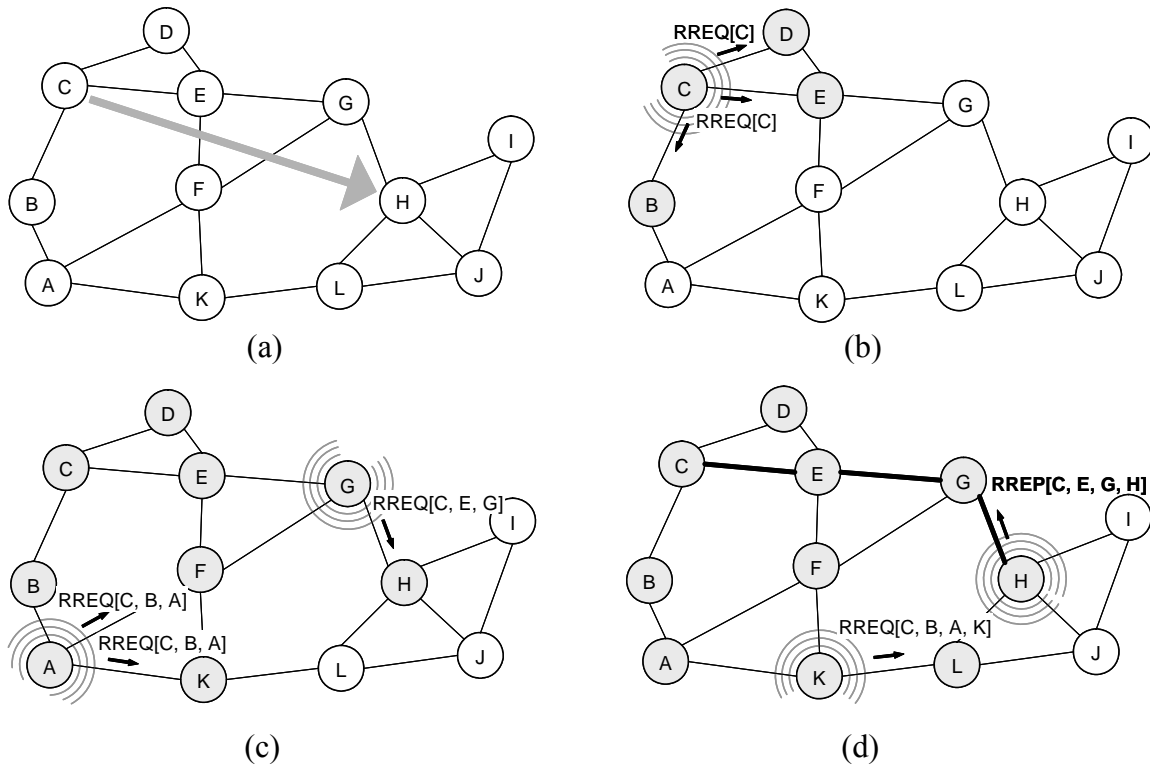 D
C
E
G
I
B
F
H
A
K
L
J
(a)
RREQ[C]
D
C
E
G
I
RREQ[C]
B
F
H
A
K
L
J
(b)
D
C
E
G
RREQ[C, E, G]
I
B
F
H
RREQ[C, B, A]
RREQ[C, B, A]
A
K
L
J
(c)
D
C
E
G
RREP[C, E, G, H]
I
B
F
H
RREQ[C, B, A, K]
A
K
L
J
(d)